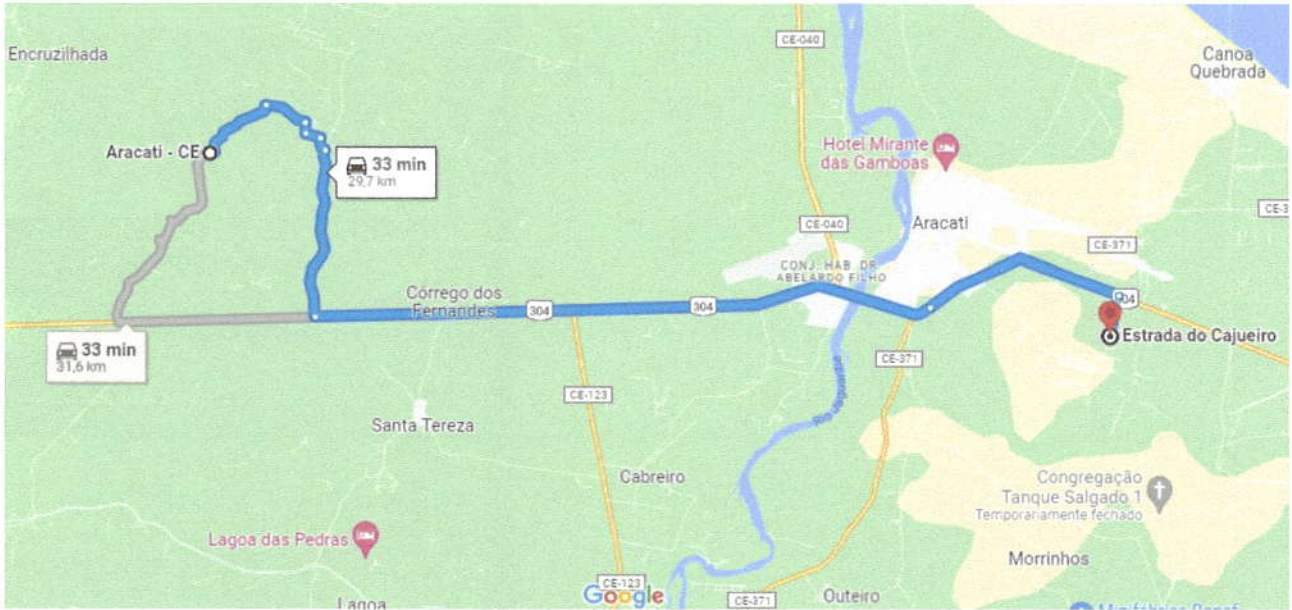 Encruzilhada
CE-040
Canoa
Quebrada
Aracati - CE
33 min
29,7 km
Hotel Mirante
das Gamboas
CE-040
Aracati
CE-371
CONJ. HAB. DR.
ABELARDO FILHO
Córrego dos
Fernandes
304
304
04
Estrada do Cajueiro
33 min
31,6 km
CE-371
CE-123
Rio Jaguaribe
Santa Tereza
Cabreiro
Congregação
Tanque Salgado 1
Temporariamente fechado
Lagoa das Pedras
Morrinhos
CE-123
Google
CE-371
Outeiro
Lagoa